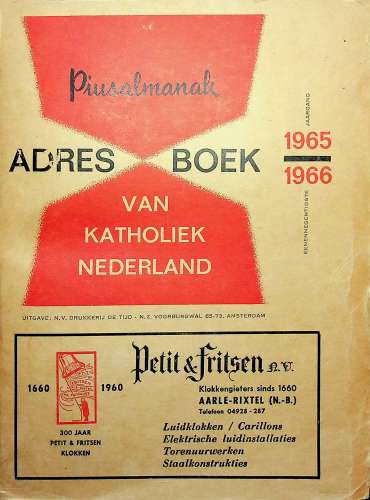 Piusalmanak
ADRES BOEK
1965
1966
EENENNEGENTIGSTE JAARGANG
VAN
KATHOLIEK
NEDERLAND
UITGAVE: N.V. DRUKKERIJ DE TIJD - N.Z. VOORBURGWAL 65-73, AMSTERDAM
1660 1960
300 JAAR
PETIT & FRITSEN
KLOKKEN
Petit & Fritsen N.V.
Klokkengieters sinds 1660
AARLE-RIXTEL (N.-B.)
Telefoon 04928 - 287
Luidklokken / Carillons
Elektrische luidinstallaties
Torenuurwerken
Staalkonstrukties